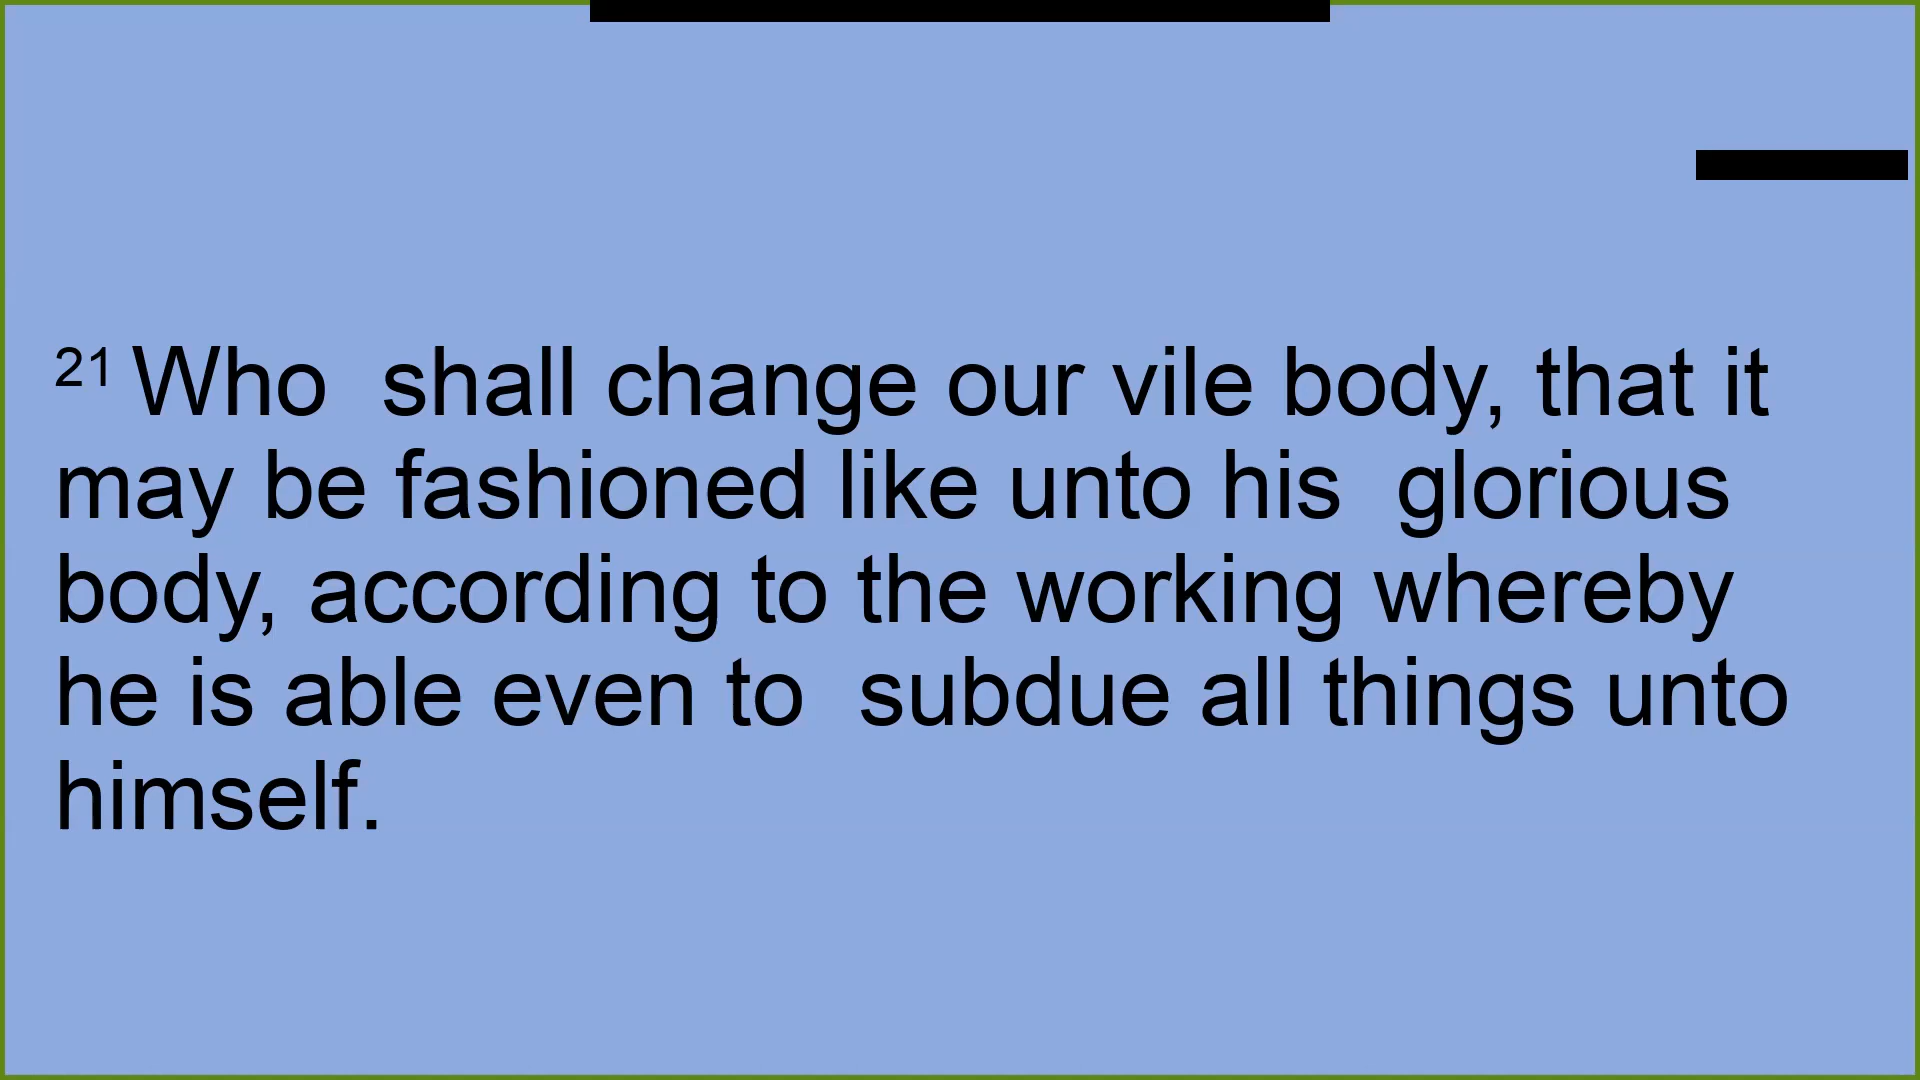 21 Who  shall change our vile body, that it
may be fashioned like unto his  glorious
body, according to the working whereby
he is able even to  subdue all things unto
himself.